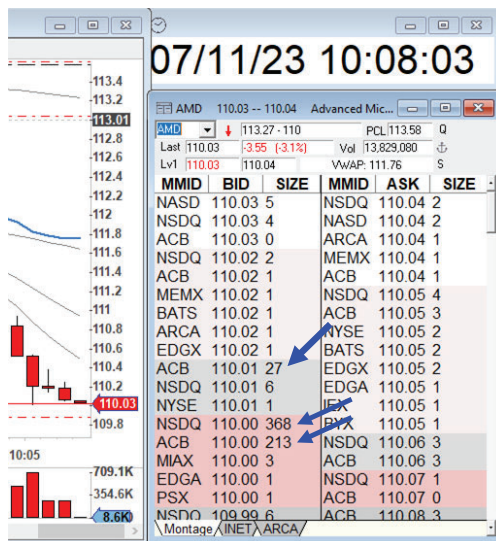 07/11/23 10:08:03
113.4
113.2
113.01
112.8
112.6
112.4
112.2
112
111.8
111.6
111.4
111.2
111
110.8
110.6
110.4
110.2
110.03
109.8
10:05
709.1K
354.6K
8.6K
AMD 110.03 -- 110.04 Advanced Mic...
AMD 113.27 - 110 PCL 113.58 Q
Last 110.03 -3.55 (-3.1%) Vol 13,829,080
Lv1 110.03 110.04 VWAP: 111.76 S
MMID BID SIZE MMID ASK SIZE
NASD 110.03 5 NSDQ 110.04 2
NSDQ 110.03 4 NASD 110.04 2
ACB 110.03 0 ARCA 110.04 1
NSDQ 110.02 2 MEMX 110.04 1
ACB 110.02 1 ACB 110.04 1
MEMX 110.02 1 NSDQ 110.05 4
BATS 110.02 1 ACB 110.05 3
ARCA 110.02 1 NYSE 110.05 2
EDGX 110.02 1 BATS 110.05 2
ACB 110.01 27 EDGX 110.05 2
NSDQ 110.01 6 EDGA 110.05 1
NYSE 110.01 1 IEX 110.05 1
NSDQ 110.00 368 BYX 110.05 1
ACB 110.00 213 NSDQ 110.06 3
MIAX 110.00 3 ACB 110.06 3
EDGA 110.00 1 NSDQ 110.07 1
PSX 110.00 1 ACB 110.07 0
NSDQ 109.99 6 ACB 110.08 3
Montage INET ARCA